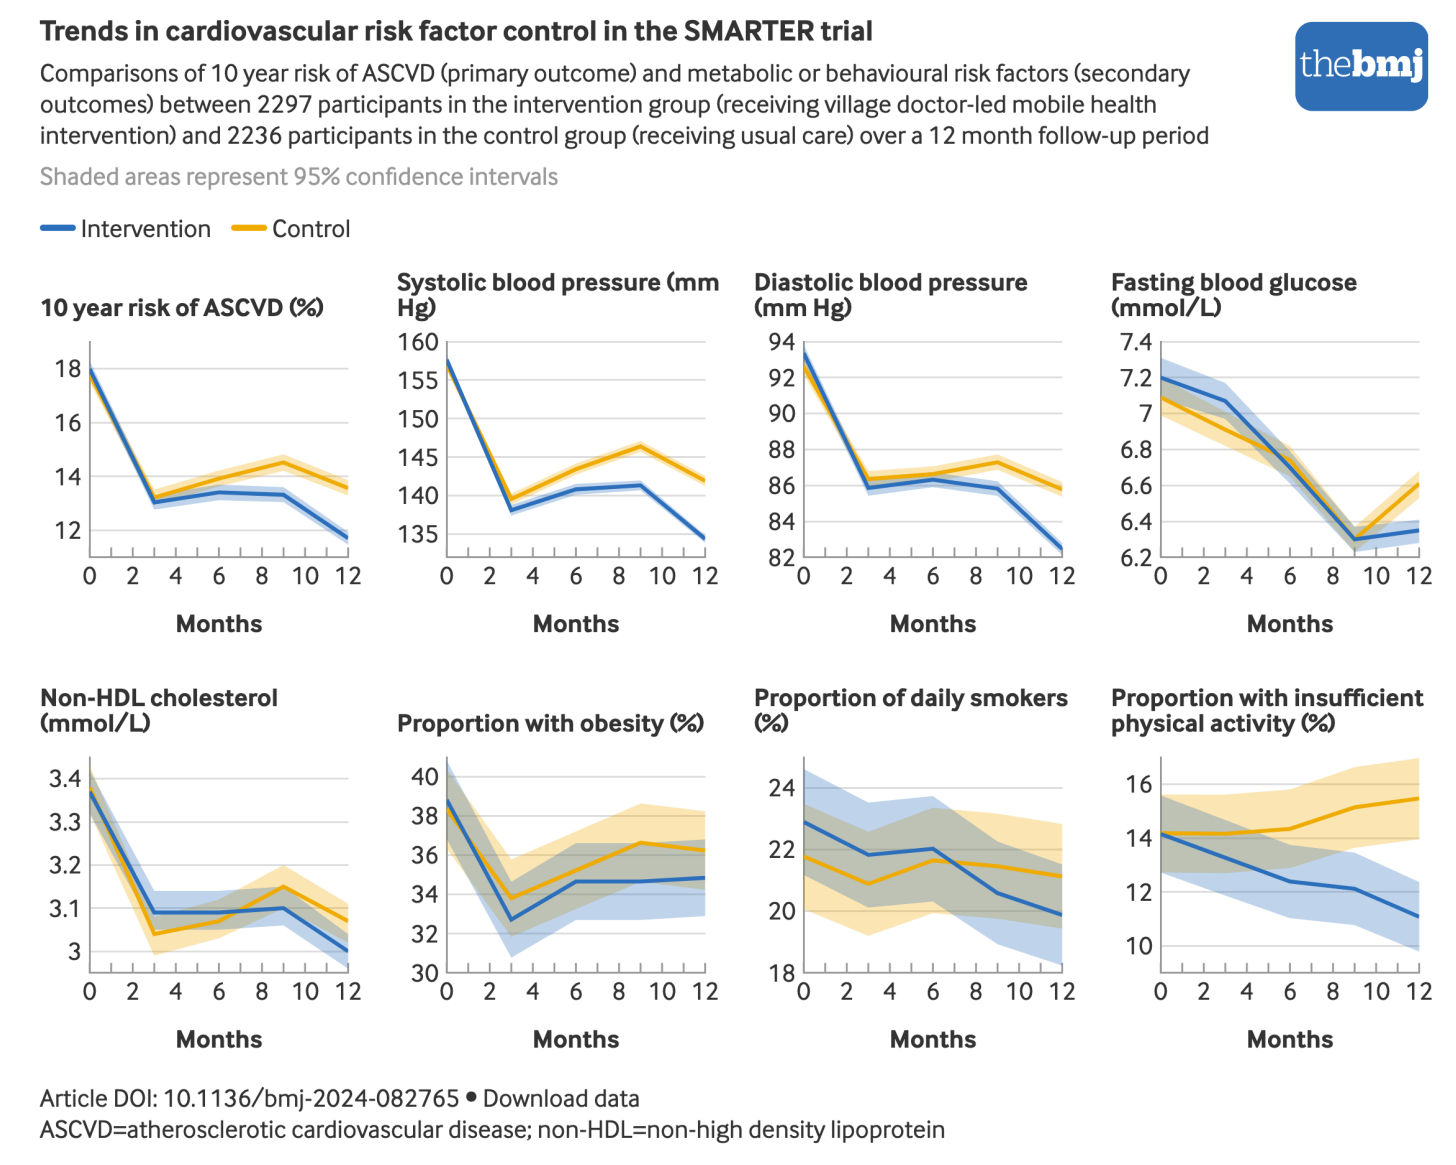 Trends in cardiovascular risk factor control in the SMARTER trial
thebmj
Comparisons of 10 year risk of ASCVD (primary outcome) and metabolic or behavioural risk factors (secondary
outcomes) between 2297 participants in the intervention group (receiving village doctor-led mobile health
intervention) and 2236 participants in the control group (receiving usual care) over a 12 month follow-up period
Shaded areas represent 95% confidence intervals
Intervention Control
10 year risk of ASCVD (%)
18
16
14
12
0 2 4 6 8 10 12
Months
Systolic blood pressure (mm
Hg)
160
155
150
145
140
135
0 2 4 6 8 10 12
Months
Diastolic blood pressure
(mm Hg)
94
92
90
88
86
84
82
0 2 4 6 8 10 12
Months
Fasting blood glucose
(mmol/L)
7.4
7.2
7
6.8
6.6
6.4
6.2
0 2 4 6 8 10 12
Months
Non-HDL cholesterol
(mmol/L)
3.4
3.3
3.2
3.1
3
0 2 4 6 8 10 12
Months
Proportion with obesity (%)
40
38
36
34
32
30
0 2 4 6 8 10 12
Months
Proportion of daily smokers
(%)
24
22
20
18
0 2 4 6 8 10 12
Months
Proportion with insufficient
physical activity (%)
16
14
12
10
0 2 4 6 8 10 12
Months
Article DOI: 10.1136/bmj-2024-082765 • Download data
ASCVD=atherosclerotic cardiovascular disease; non-HDL=non-high density lipoprotein